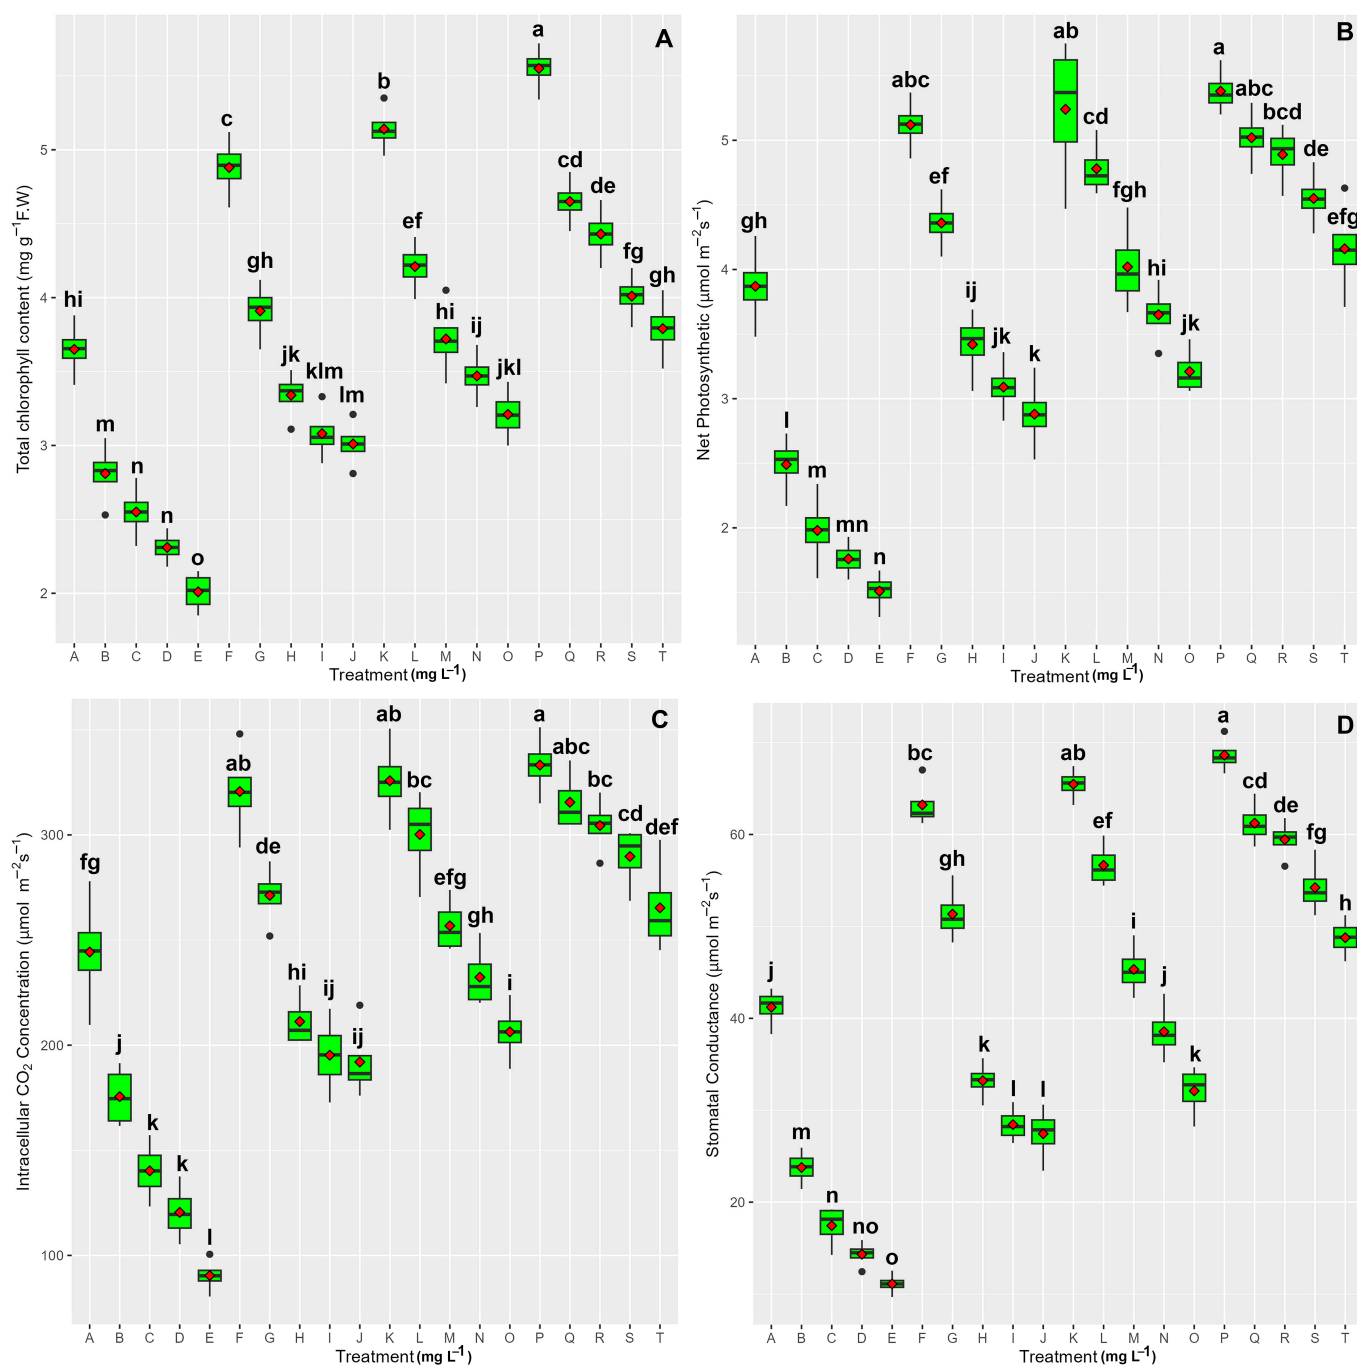 A
a
b
c
cd
de
ef
gh
fg
gh
hi
hi
ij
jk
klm
lm
jkl
m
n
n
o
5
4
3
2
Total chlorophyll content (mg g⁻¹F.W)
A B C D E F G H I J K L M N O P Q R S T
Treatment (mg L⁻¹)
B
ab
a
abc
abc
bcd
cd
de
ef
fgh
efg
gh
hi
ij
jk
k
jk
l
m
mn
n
5
4
3
2
Net Photosynthetic (µmol m⁻²s⁻¹)
A B C D E F G H I J K L M N O P Q R S T
Treatment (mg L⁻¹)
C
ab
a
abc
ab
bc
bc
cd
def
de
fg
efg
gh
hi
ij
i
ij
j
k
k
l
300
200
100
Intracellular CO₂ Concentration (µmol m⁻²s⁻¹)
A B C D E F G H I J K L M N O P Q R S T
Treatment (mg L⁻¹)
D
a
bc
ab
cd
de
ef
fg
gh
h
i
j
j
k
k
l
l
m
n
no
o
60
40
20
Stomatal Conductance (µmol m⁻²s⁻¹)
A B C D E F G H I J K L M N O P Q R S T
Treatment (mg L⁻¹)